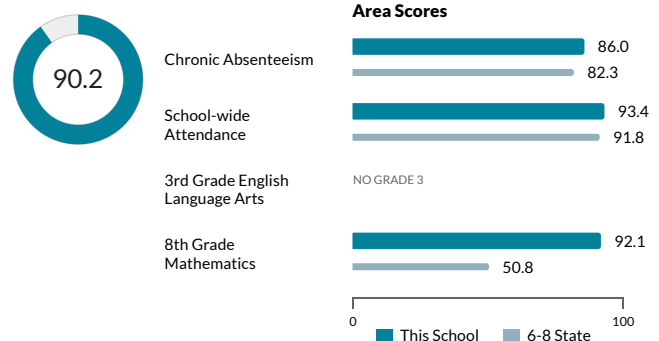 Area Scores
90.2
Chronic Absenteeism
86.0
82.3
School-wide
Attendance
93.4
91.8
3rd Grade English
Language Arts
NO GRADE 3
8th Grade
Mathematics
92.1
50.8
0
100
This School
6-8 State